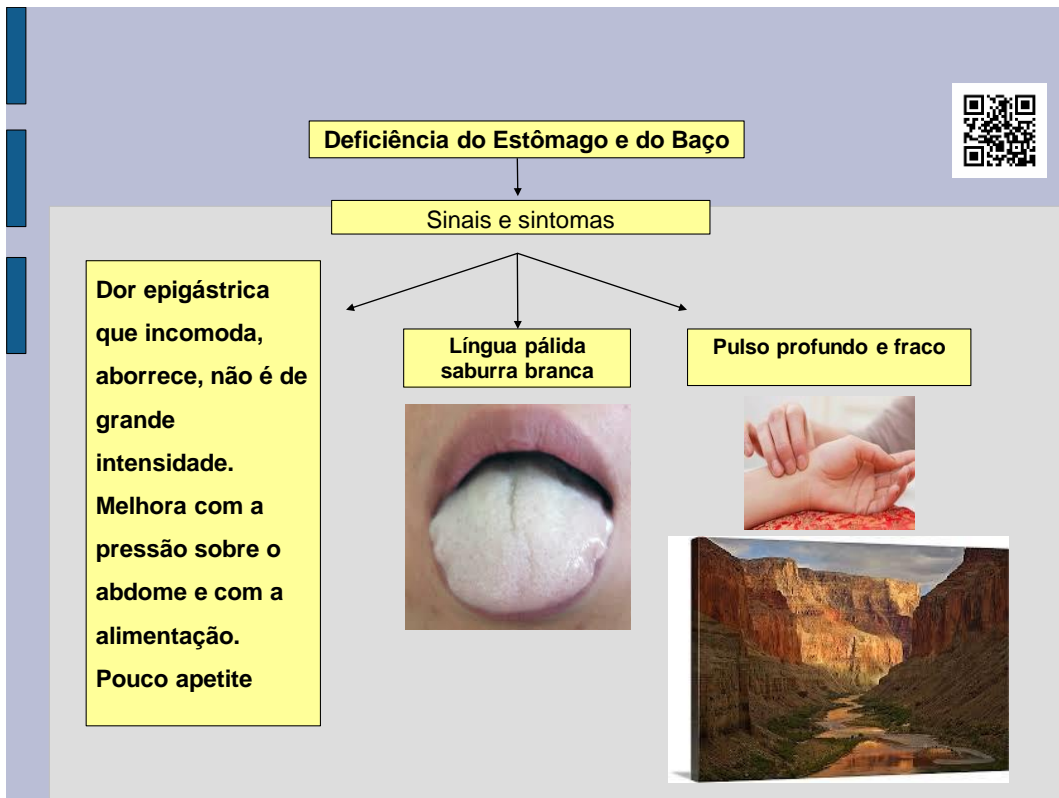 Deficiência do Estômago e do Baço
Sinais e sintomas
Dor epigástrica
que incomoda,
aborrece, não é de
grande
intensidade.
Melhora com a
pressão sobre o
abdome e com a
alimentação.
Pouco apetite
Língua pálida
saburra branca
Pulso profundo e fraco